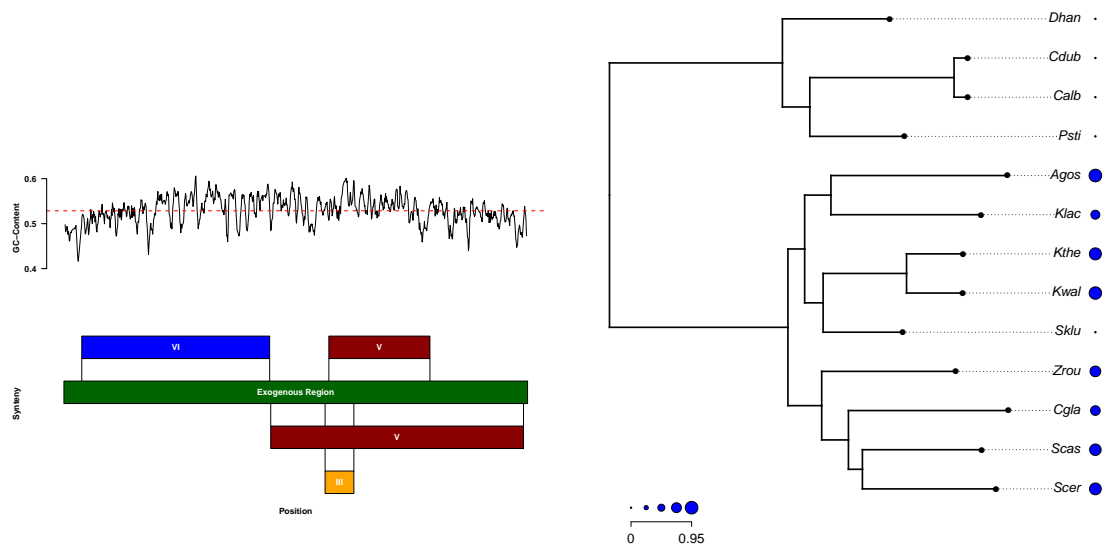 0.6
0.5
0.4
GC-Content
VI
V
Exogenous Region
V
III
Synteny
Position
Dhan
Cdub
Calb
Psti
Agos
Klac
Kthe
Kwal
Sklu
Zrou
Cgla
Scas
Scer
0 0.95